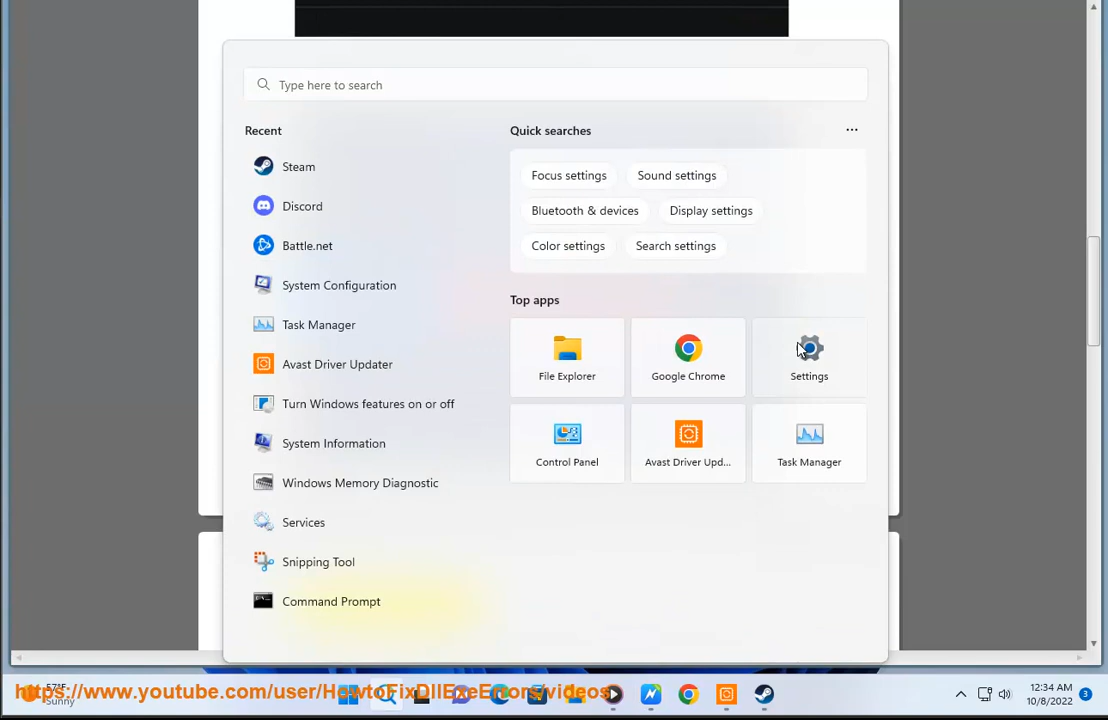 Type here to search
Recent
Quick searches
...
Steam
Discord
Battle.net
System Configuration
Task Manager
Avast Driver Updater
Turn Windows features on or off
System Information
Windows Memory Diagnostic
Services
Snipping Tool
Command Prompt
Focus settings
Sound settings
Bluetooth & devices
Display settings
Color settings
Search settings
Top apps
File Explorer
Google Chrome
Settings
Control Panel
Avast Driver Upd...
Task Manager
57°F
Sunny
https://www.youtube.com/user/HowtoFixDllExeErrors/videos
12:34 AM
10/8/2022
3